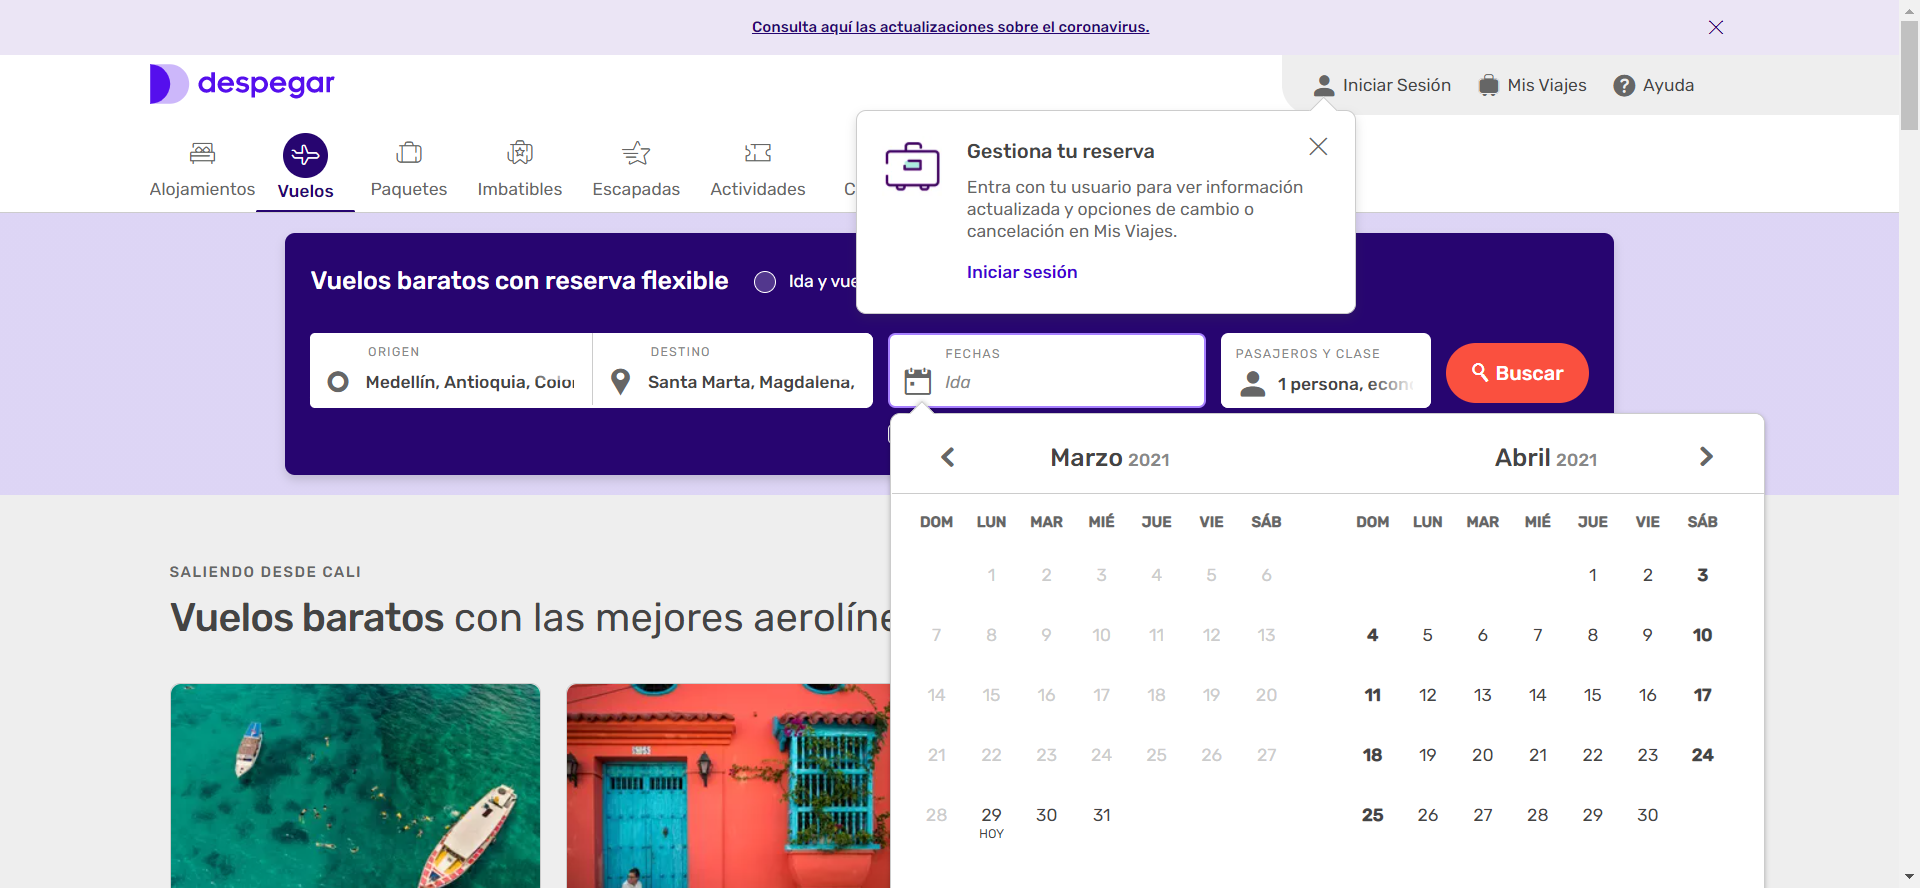 Consulta aquí las actualizaciones sobre el coronavirus.
despegar
Iniciar Sesión
Mis Viajes
Ayuda
Alojamientos
Vuelos
Paquetes
Imbatibles
Escapadas
Actividades
C
Gestiona tu reserva
Entra con tu usuario para ver información
actualizada y opciones de cambio o
cancelación en Mis Viajes.
Iniciar sesión
Vuelos baratos con reserva flexible
Ida y vue
ORIGEN
Medellín, Antioquia, Colo
DESTINO
Santa Marta, Magdalena,
FECHAS
Ida
PASAJEROS Y CLASE
1 persona, econ
Buscar
Marzo 2021
DOM LUN MAR MIÉ JUE VIE SÁB
1 2 3 4 5 6
7 8 9 10 11 12 13
14 15 16 17 18 19 20
21 22 23 24 25 26 27
28 29 30 31
HOY
Abril 2021
DOM LUN MAR MIÉ JUE VIE SÁB
1 2 3
4 5 6 7 8 9 10
11 12 13 14 15 16 17
18 19 20 21 22 23 24
25 26 27 28 29 30
SALIENDO DESDE CALI
Vuelos baratos con las mejores aerolíne